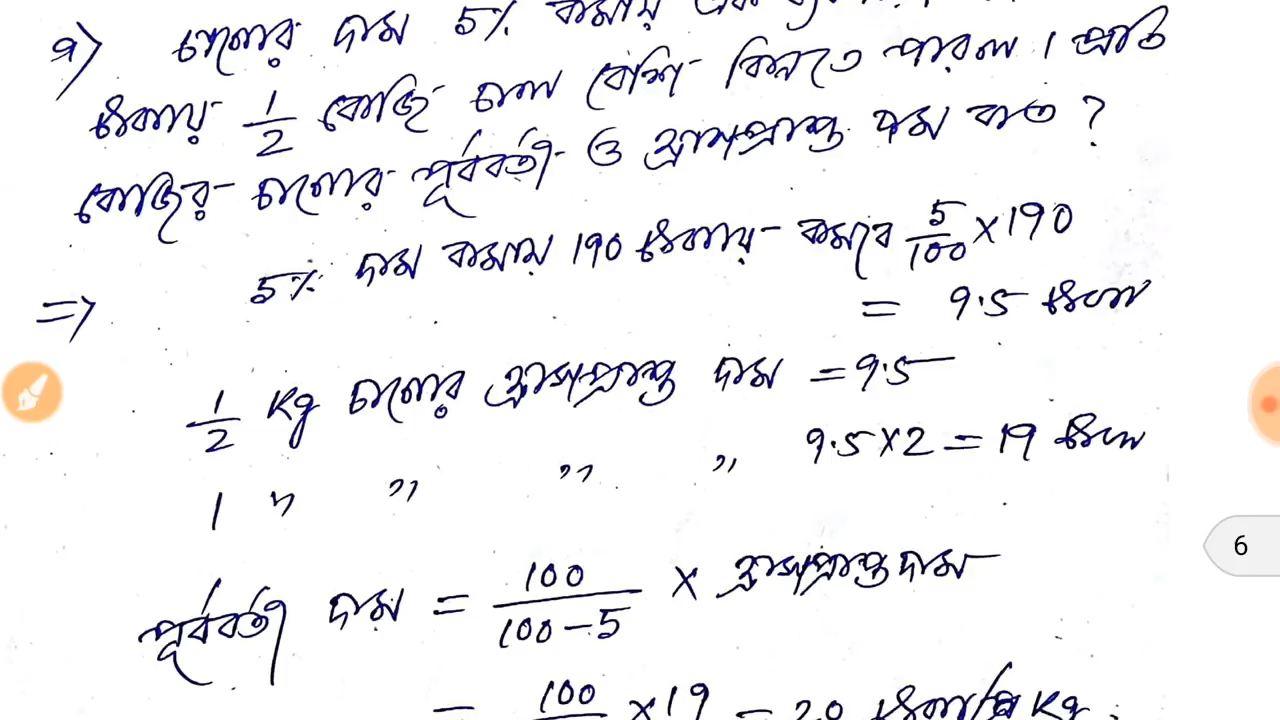 ৭) চালের দাম 5% কমায় এক
টাকায় 1/2 কেজি চাল বেশি কিনতে পারল। প্রতি
কেজির চালের পূর্ববর্তী ও হ্রাসপ্রাপ্ত দাম কত?
=> 5% দাম কমায় 190 টাকায় কমবে 5/100 × 190
= 9.5 টাকা
1/2 Kg চালের হ্রাসপ্রাপ্ত দাম = 9.5
1 " " " " 9.5 × 2 = 19 টাকা
পূর্ববর্তী দাম = 100/(100 – 5) × হ্রাসপ্রাপ্ত দাম
= 100 × 19 = 20 টাকা/প্র Kg.
6